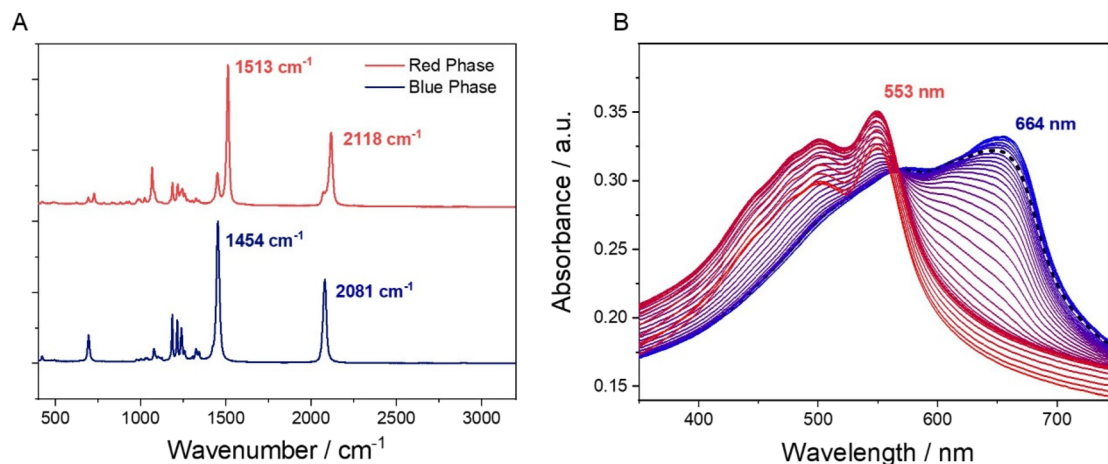 A
Red Phase
Blue Phase
1513 cm⁻¹
2118 cm⁻¹
1454 cm⁻¹
2081 cm⁻¹
500 1000 1500 2000 2500 3000
Wavenumber / cm⁻¹
B
553 nm
664 nm
0.35
0.30
0.25
0.20
0.15
Absorbance / a.u.
400 500 600 700
Wavelength / nm